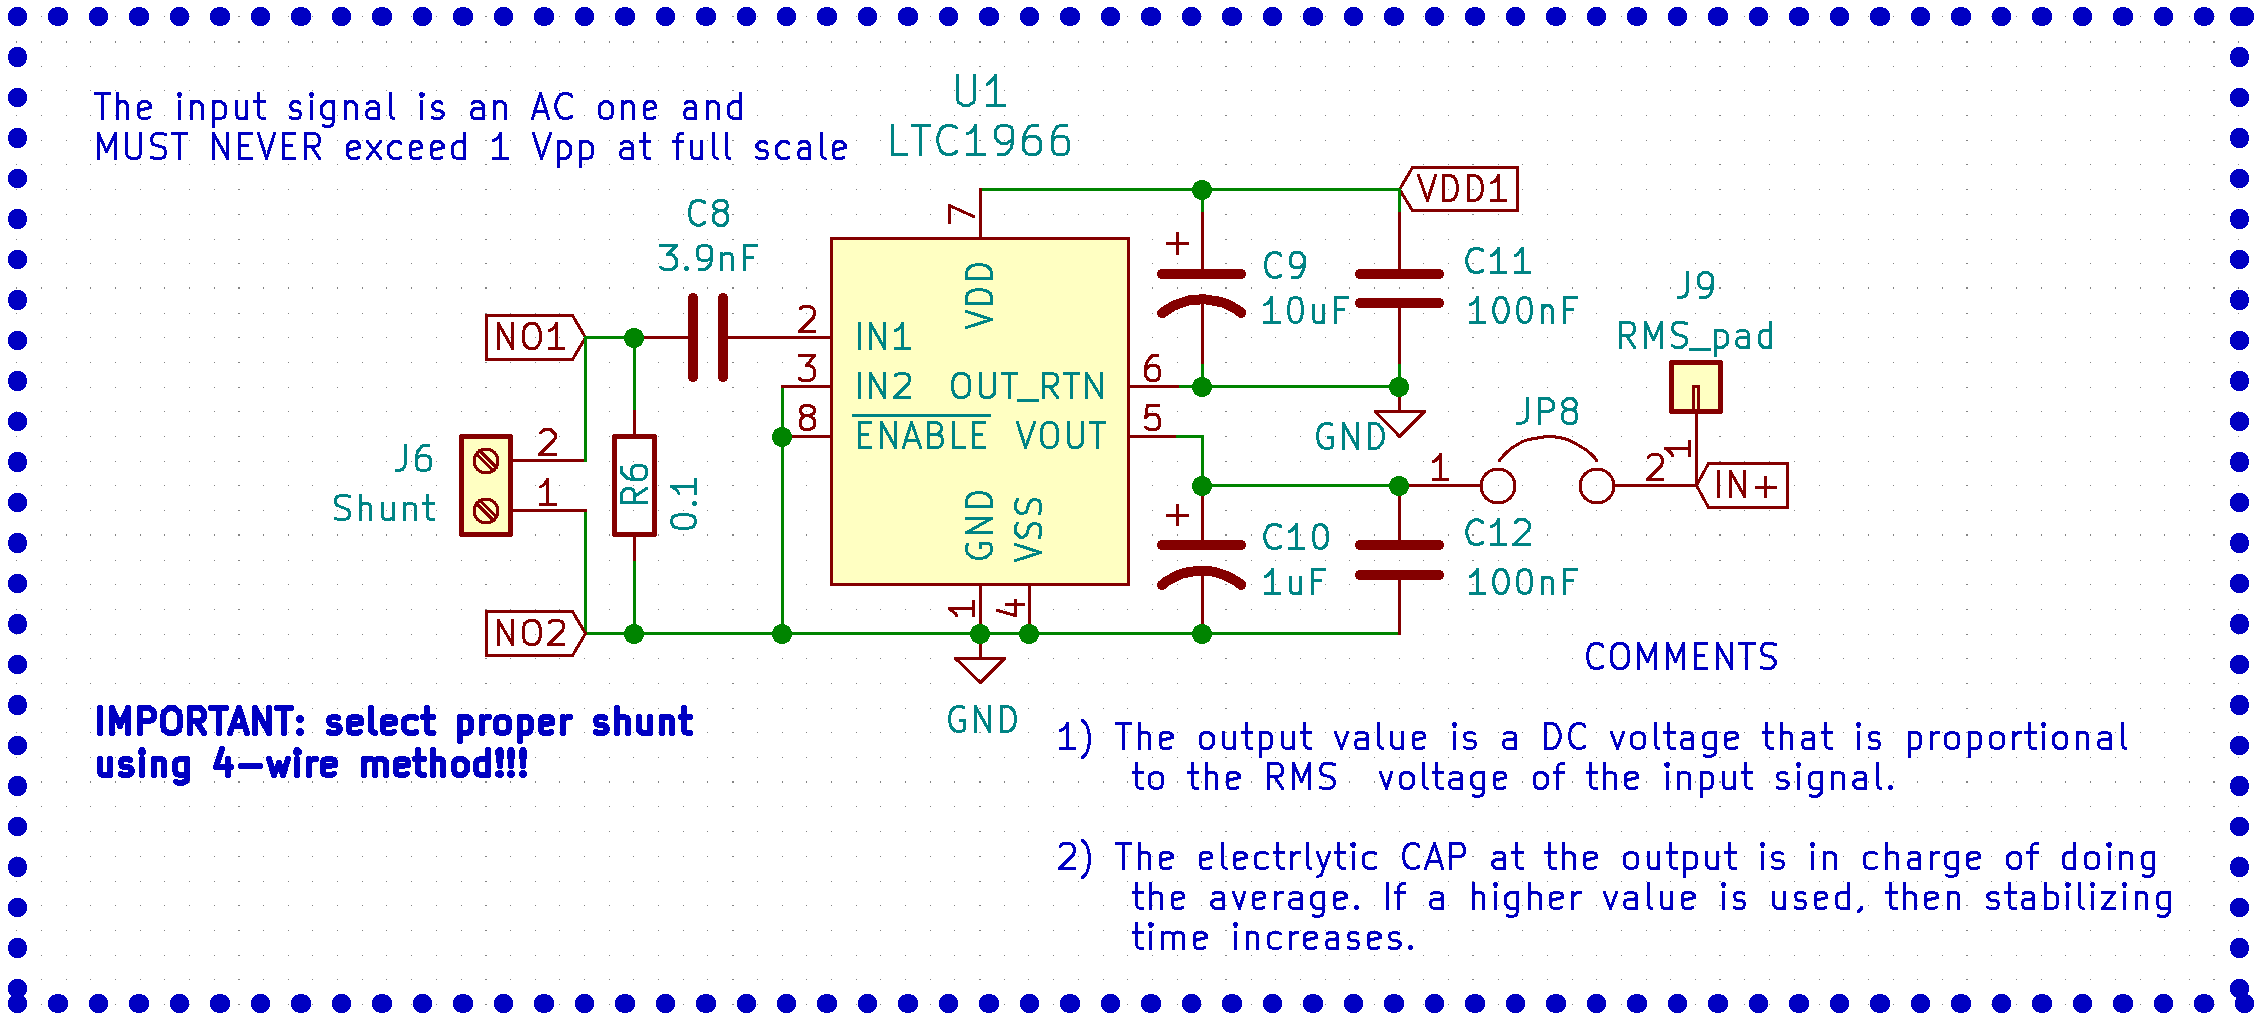 The input signal is an AC one and
MUST NEVER exceed 1 Vpp at full scale
U1
LTC1966
VDD1
C8
3.9nF
7
VDD
+
C9
10uF
C11
100nF
J9
RMS_pad
NO1
2
IN1
3
IN2
OUT_RTN
6
8
ENABLE
VOUT
5
GND
JP8
1
2
1
IN+
J6
Shunt
2
1
R6
0.1
GND
VSS
+
C10
1uF
C12
100nF
NO2
1
4
GND
COMMENTS
IMPORTANT: select proper shunt
using 4-wire method!!!
1) The output value is a DC voltage that is proportional
to the RMS voltage of the input signal.
2) The electrlytic CAP at the output is in charge of doing
the average. If a higher value is used, then stabilizing
time increases.